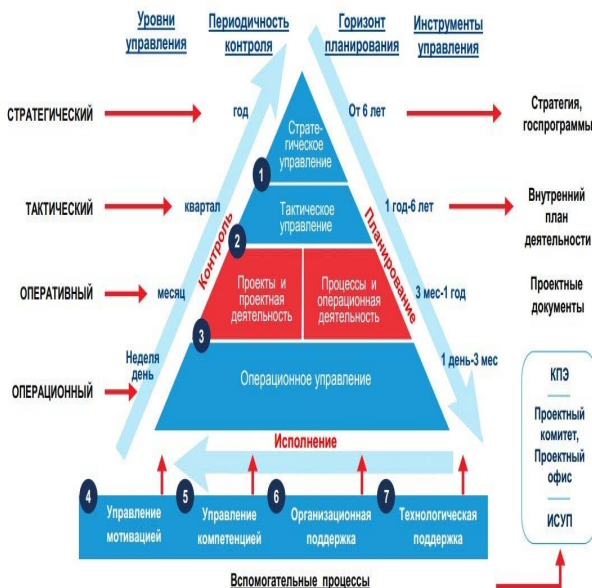 Уровни
управления
Периодичность
контроля
Горизонт
планирования
Инструменты
управления
СТРАТЕГИЧЕСКИЙ
год
Стратe-
гическое
управление
От 6 лет
Стратегия,
госпрограммы
1
ТАКТИЧЕСКИЙ
квартал
Тактическое
управление
1 год-6 лет
Внутренний
план
деятельности
2
Контроль
Планирование
ОПЕРАТИВНЫЙ
месяц
Проекты и
проектная
деятельность
Процессы и
операционная
деятельность
3 мес-1 год
Проектные
документы
3
ОПЕРАЦИОННЫЙ
Неделя
день
Операционное управление
1 день-3 мес
КПЭ
Проектный
комитет,
Проектный
офис
ИСУП
Исполнение
4
Управление
мотивацией
5
Управление
компетенцией
6
Организационная
поддержка
7
Технологическая
поддержка
Вспомогательные процессы